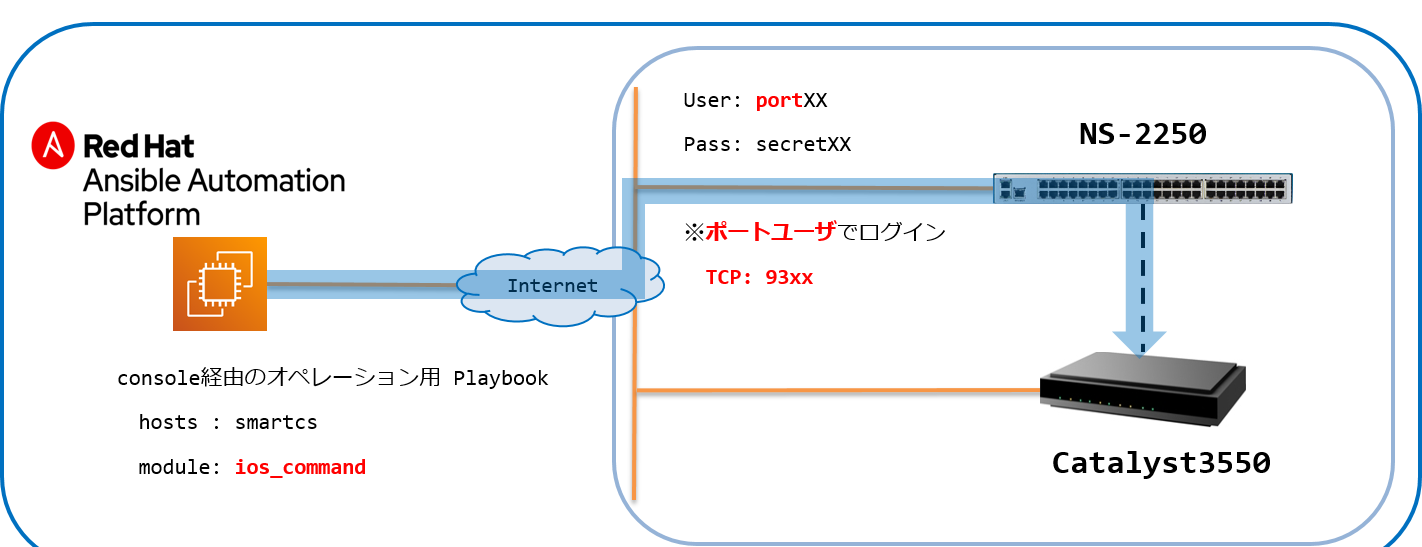 Red Hat
Ansible Automation
Platform
console経由のオペレーション用 Playbook
hosts : smartcs
module: ios_command
Internet
User: portXX
Pass: secretXX
※ポートユーザでログイン
TCP: 93xx
NS-2250
Catalyst3550